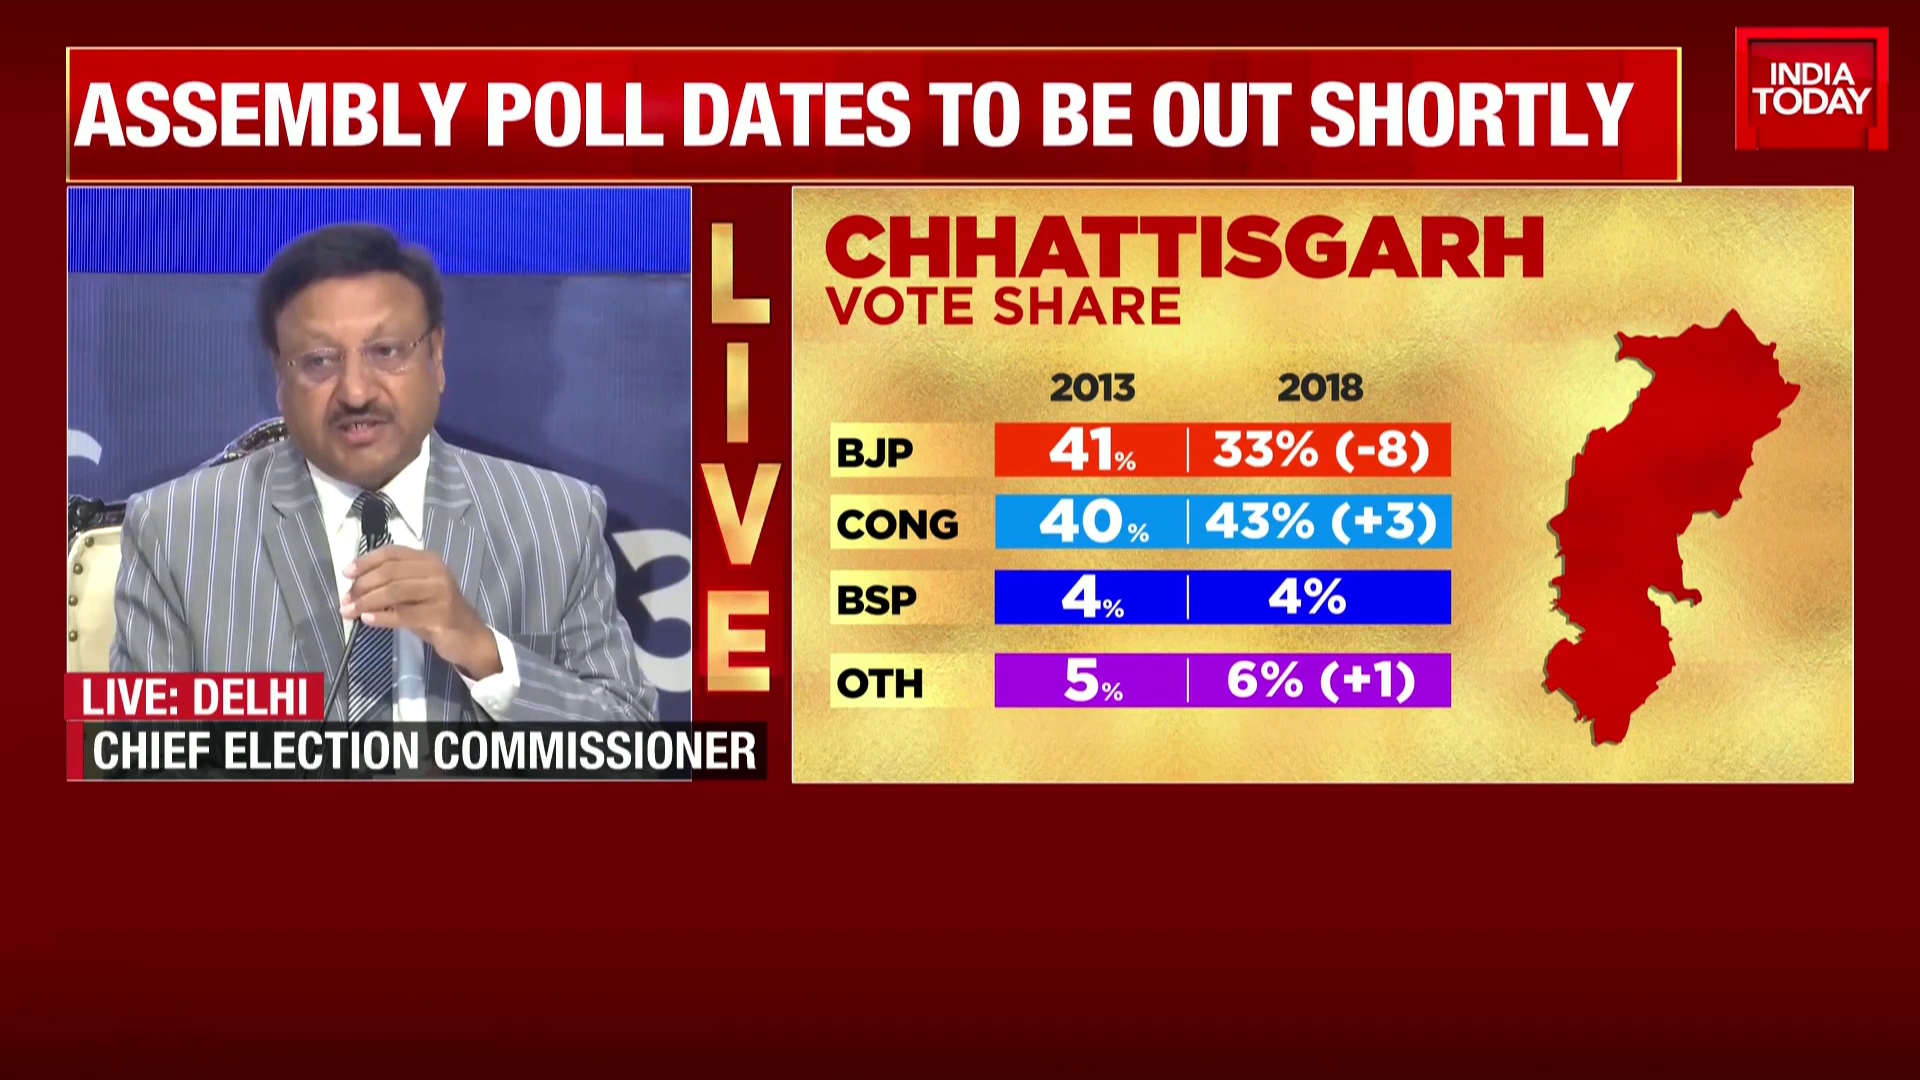 ASSEMBLY POLL DATES TO BE OUT SHORTLY
INDIA
TODAY
LIVE
CHHATTISGARH
VOTE SHARE
2013 2018
BJP 41% 33% (-8)
CONG 40% 43% (+3)
BSP 4% 4%
OTH 5% 6% (+1)
LIVE: DELHI
CHIEF ELECTION COMMISSIONER